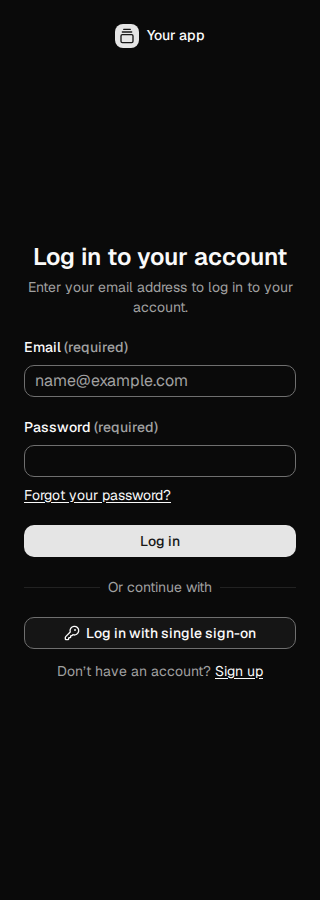 Your app
Log in to your account
Enter your email address to log in to your
account.
Email (required)
name@example.com
Password (required)
Forgot your password?
Log in
Or continue with
Log in with single sign-on
Don't have an account? Sign up